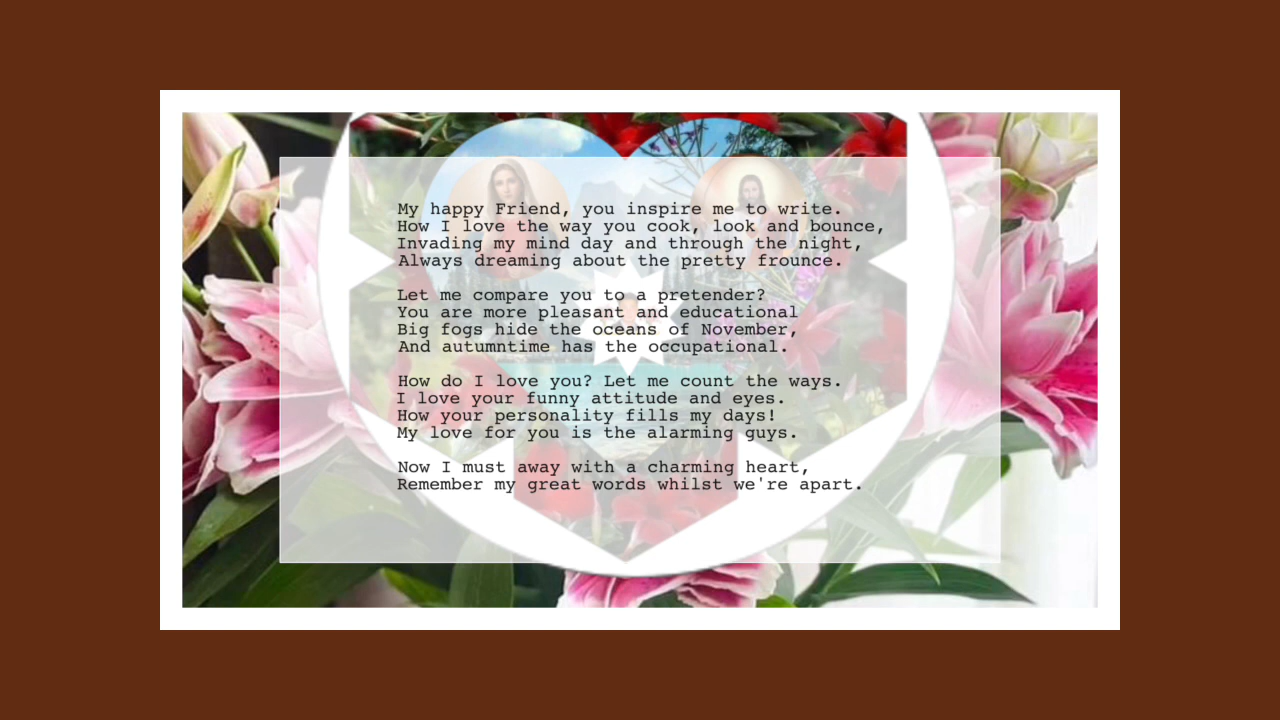 My happy Friend, you inspire me to write.
How I love the way you cook, look and bounce,
Invading my mind day and through the night,
Always dreaming about the pretty frounce.

Let me compare you to a pretender?
You are more pleasant and educational
Big fogs hide the oceans of November,
And autumntime has the occupational.

How do I love you? Let me count the ways.
I love your funny attitude and eyes.
How your personality fills my days!
My love for you is the alarming guys.

Now I must away with a charming heart,
Remember my great words whilst we're apart.